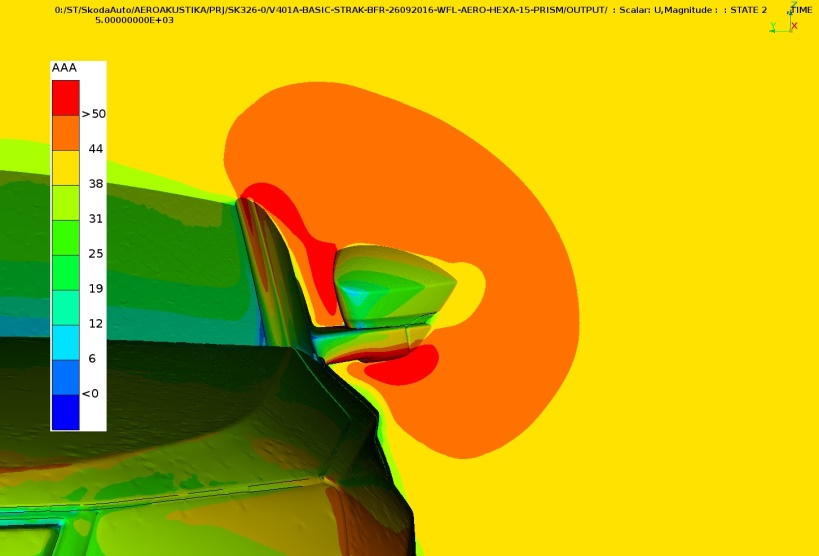 0:/ST/SkodaAuto/AEROAKUSTIKA/PRJ/SK326-0/V401A-BASIC-STRAK-BFR-26092016-WFL-AERO-HEXA-15-PRISM/OUTPUT/ : Scalar: U,Magnitude : : STATE 2 TIME
5.00000000E+03
Z
Y X
AAA
>50
44
38
31
25
19
12
6
<0